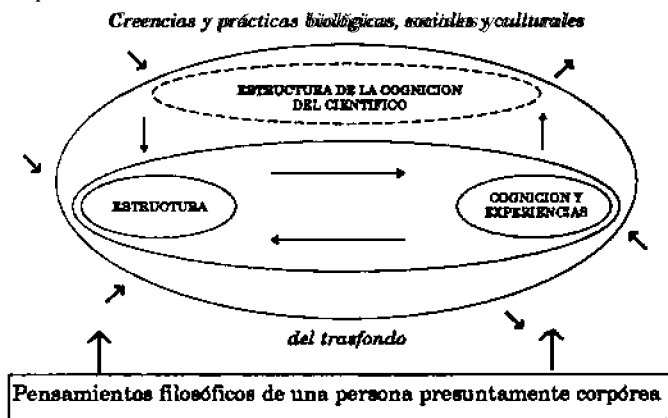 Creencias y prácticas biológicas, sociales y culturales
ESTRUCTURA DE LA COGNICION
DEL CIENTIFICO
ESTRUCTURA
COGNICION Y
EXPERIENCIAS
del trasfondo
Pensamientos filosóficos de una persona presuntamente corpórea